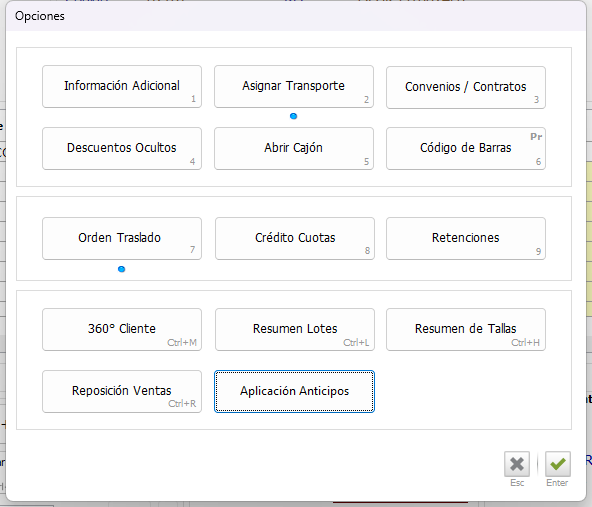 Opciones
Información Adicional
1
Asignar Transporte
2
Convenios / Contratos
3
Descuentos Ocultos
4
Abrir Cajón
5
Pr
Código de Barras
6
Orden Traslado
7
Crédito Cuotas
8
Retenciones
9
360° Cliente
Ctrl+M
Resumen Lotes
Ctrl+L
Resumen de Tallas
Ctrl+H
Reposición Ventas
Ctrl+R
Aplicación Anticipos
Esc
Enter